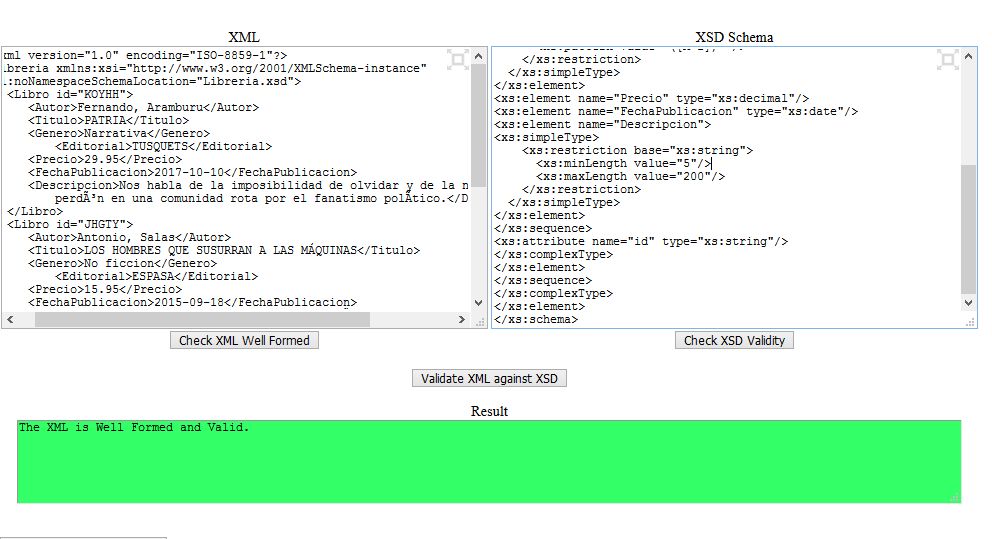 XML
XSD Schema
xml version="1.0" encoding="ISO-8859-1"?>
ibreria xmlns:xsi="http://www.w3.org/2001/XMLSchema-instance"
i:noNamespaceSchemaLocation="Libreria.xsd">
<Libro id="KOYHH">
<Autor>Fernando, Aramburu</Autor>
<Titulo>PATRIA</Titulo>
<Genero>Narrativa</Genero>
<Editorial>TUSQUETS</Editorial>
<Precio>29.95</Precio>
<FechaPublicacion>2017-10-10</FechaPublicacion>
<Descripcion>Nos habla de la imposibilidad de olvidar y de la n
perdÃ³n en una comunidad rota por el fanatismo polÃ­tico.</D
</Libro>
<Libro id="JHGTY">
<Autor>Antonio, Salas</Autor>
<Titulo>LOS HOMBRES QUE SUSURRAN A LAS MÁQUINAS</Titulo>
<Genero>No ficcion</Genero>
<Editorial>ESPASA</Editorial>
<Precio>15.95</Precio>
<FechaPublicacion>2015-09-18</FechaPublicacion>
</xs:restriction>
</xs:simpleType>
</xs:element>
<xs:element name="Precio" type="xs:decimal"/>
<xs:element name="FechaPublicacion" type="xs:date"/>
<xs:element name="Descripcion">
<xs:simpleType>
<xs:restriction base="xs:string">
<xs:minLength value="5"/>
<xs:maxLength value="200"/>
</xs:restriction>
</xs:simpleType>
</xs:element>
</xs:sequence>
<xs:attribute name="id" type="xs:string"/>
</xs:complexType>
</xs:element>
</xs:sequence>
</xs:complexType>
</xs:element>
</xs:schema>
Check XML Well Formed
Check XSD Validity
Validate XML against XSD
Result
The XML is Well Formed and Valid.